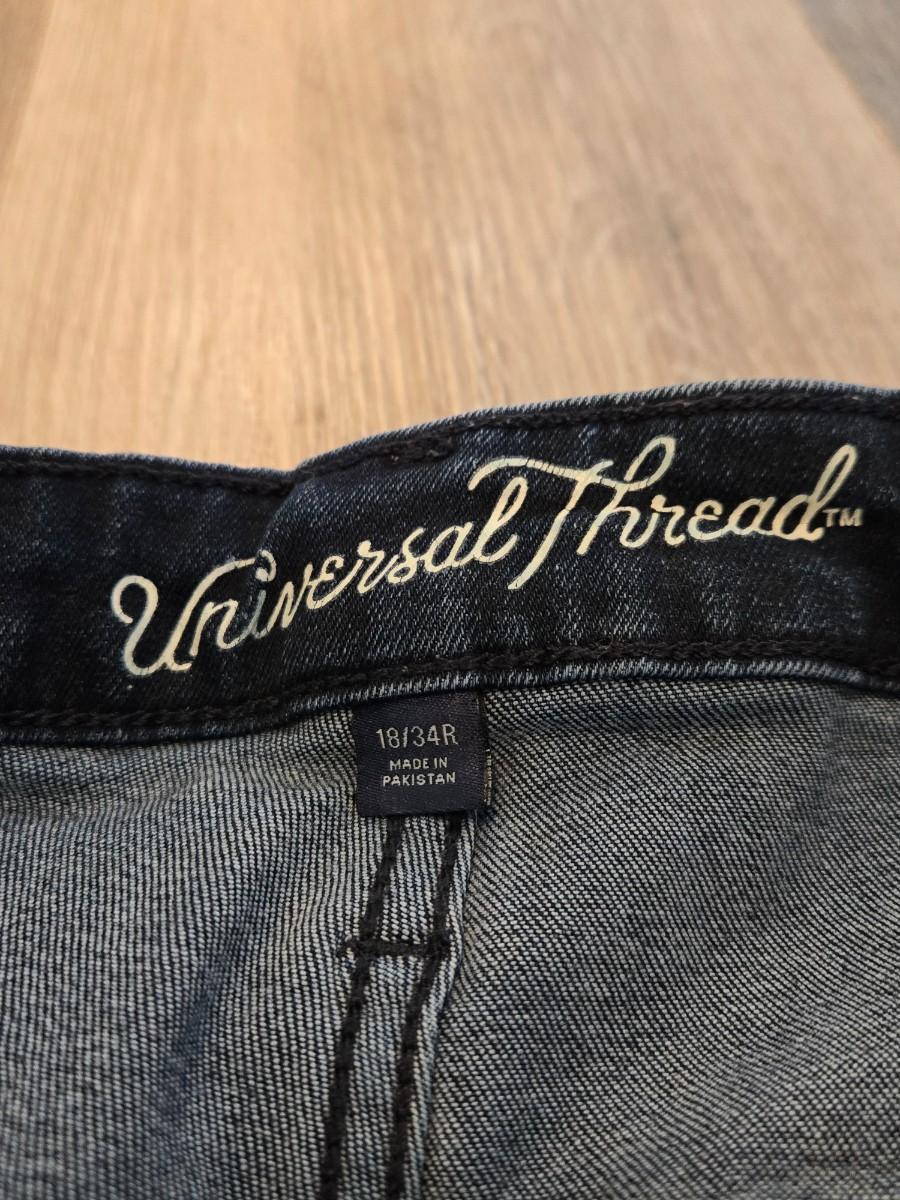 Universal Thread™
18/34R
MADE IN
PAKISTAN